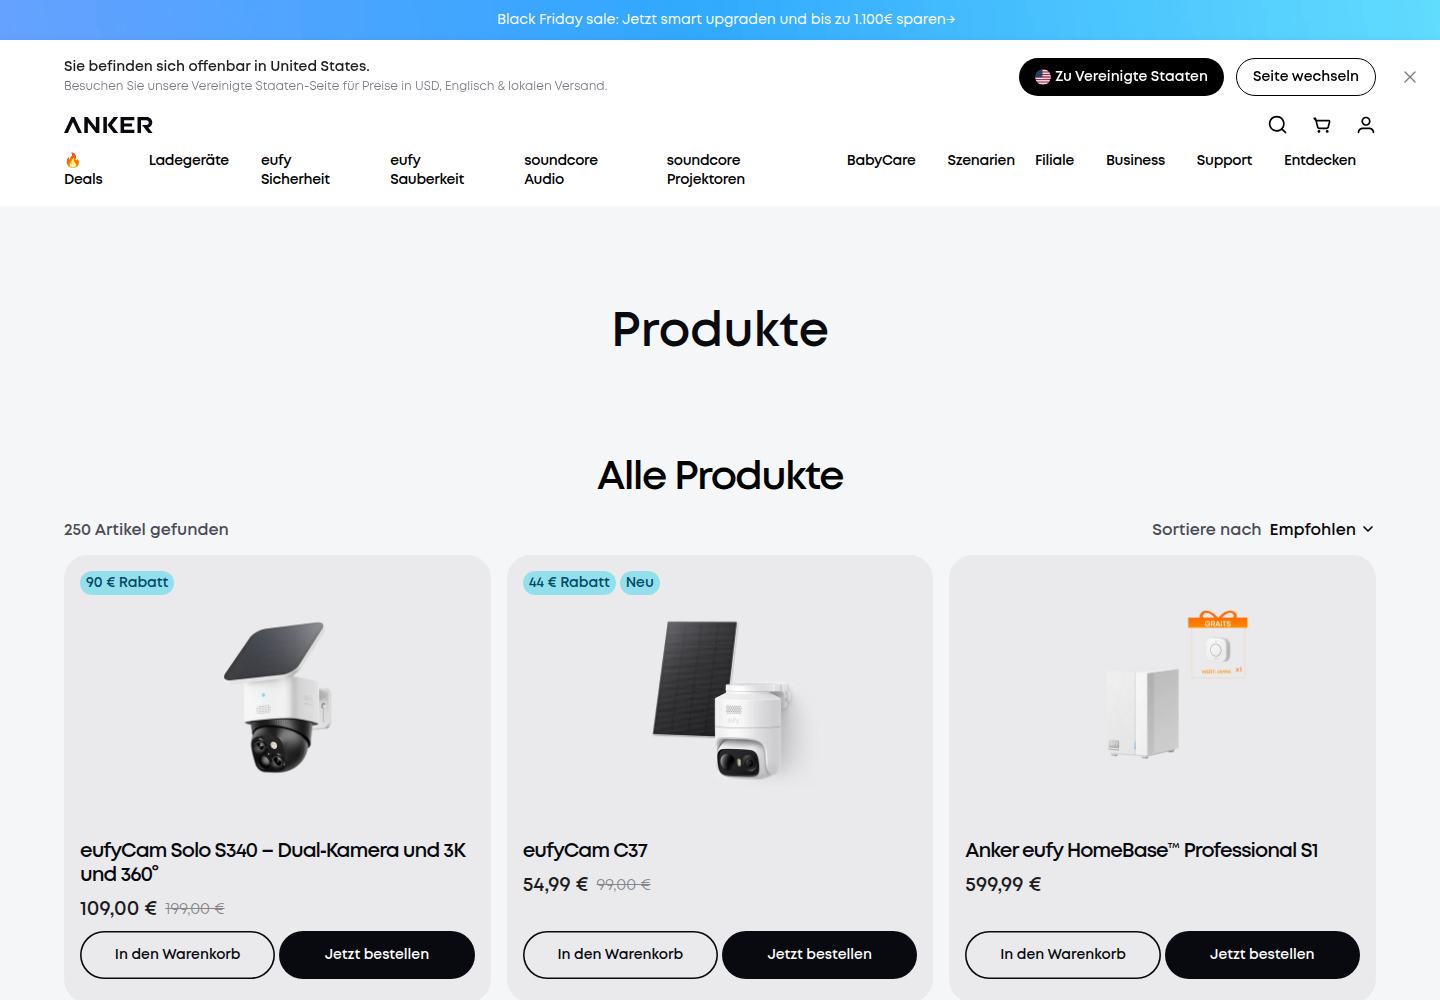 Black Friday sale: Jetzt smart upgraden und bis zu 1.100€ sparen→
Sie befinden sich offenbar in United States.
Besuchen Sie unsere Vereinigte Staaten-Seite für Preise in USD, Englisch & lokalen Versand.
Zu Vereinigte Staaten
Seite wechseln
ANKER
🔥 Deals
Ladegeräte
eufy Sicherheit
eufy Sauberkeit
soundcore Audio
soundcore Projektoren
BabyCare
Szenarien
Filiale
Business
Support
Entdecken
Produkte
Alle Produkte
250 Artikel gefunden
Sortiere nach Empfohlen
90 € Rabatt
44 € Rabatt
Neu
GRAITS
x1
eufyCam Solo S340 – Dual-Kamera und 3K
und 360°
109,00 € 199,00 €
In den Warenkorb
Jetzt bestellen
eufyCam C37
54,99 € 99,00 €
In den Warenkorb
Jetzt bestellen
Anker eufy HomeBase™ Professional S1
599,99 €
In den Warenkorb
Jetzt bestellen